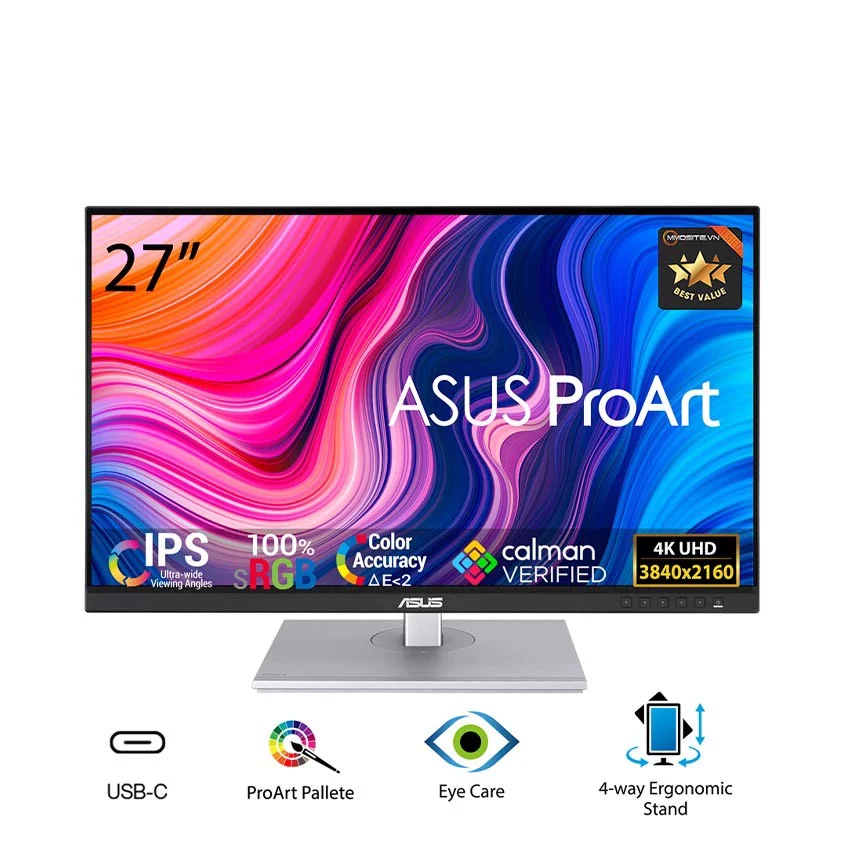 27"
MMOSITE.VN
BEST VALUE
ASUS ProArt
IPS
Ultra-wide
Viewing Angles
100%
sRGB
Color
Accuracy
ΔE<2
calman
VERIFIED
4K UHD
3840x2160
ASUS
USB-C
ProArt Pallete
Eye Care
4-way Ergonomic
Stand